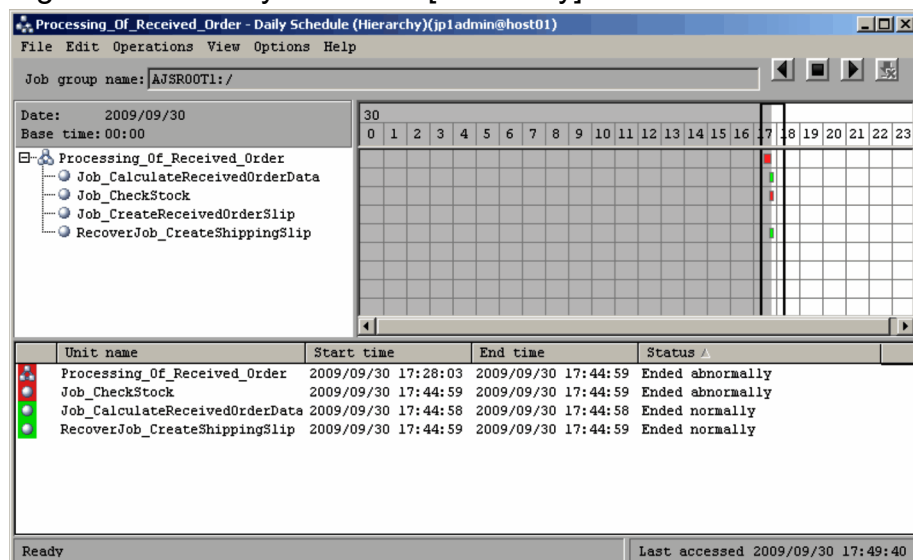 Processing_Of_Received_Order - Daily Schedule (Hierarchy)(jp1admin@host01)
File Edit Operations View Options Help
Job group name: AJSROOT1:/
Date: 2009/09/30
Base time: 00:00
30
0 1 2 3 4 5 6 7 8 9 10 11 12 13 14 15 16 17 18 19 20 21 22 23
Processing_Of_Received_Order
Job_CalculateReceivedOrderData
Job_CheckStock
Job_CreateReceivedOrderSlip
RecoverJob_CreateShippingSlip
Unit name Start time End time Status
Processing_Of_Received_Order 2009/09/30 17:28:03 2009/09/30 17:44:59 Ended abnormally
Job_CheckStock 2009/09/30 17:44:59 2009/09/30 17:44:59 Ended abnormally
Job_CalculateReceivedOrderData 2009/09/30 17:44:58 2009/09/30 17:44:58 Ended normally
RecoverJob_CreateShippingSlip 2009/09/30 17:44:59 2009/09/30 17:44:59 Ended normally
Ready Last accessed 2009/09/30 17:49:40